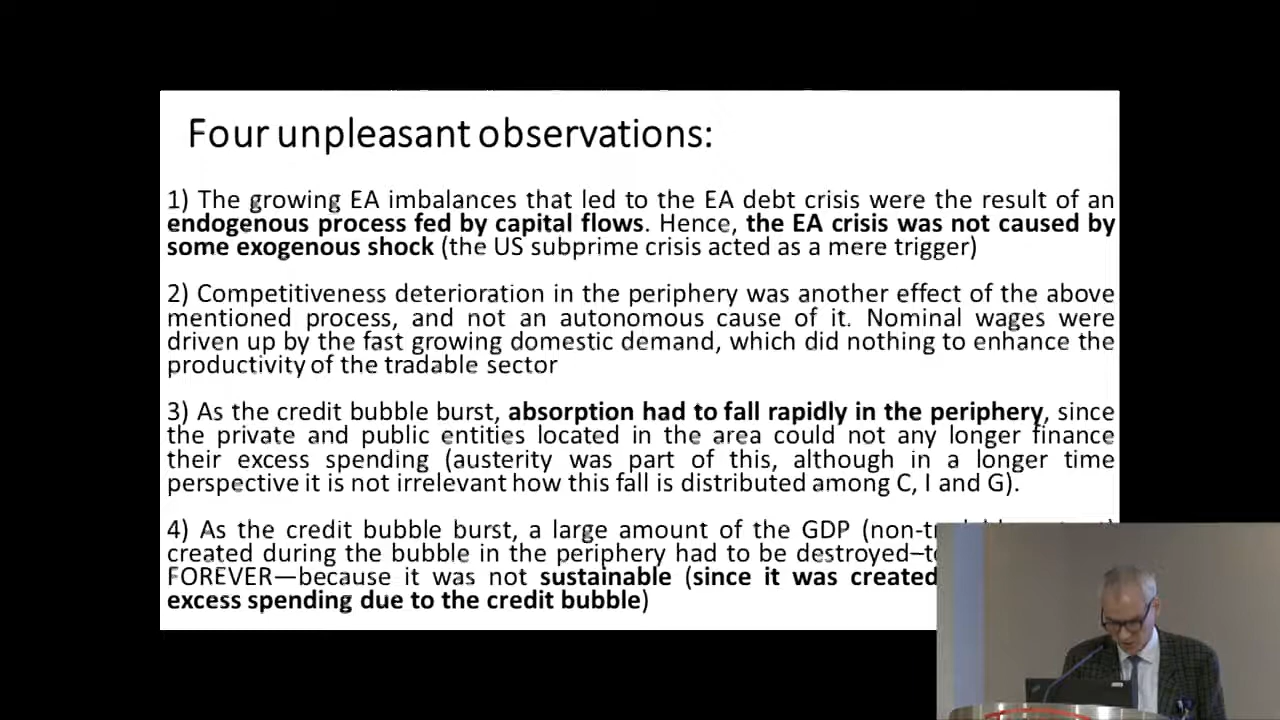 Four unpleasant observations:
1) The growing EA imbalances that led to the EA debt crisis were the result of an
endogenous process fed by capital flows. Hence, the EA crisis was not caused by
some exogenous shock (the US subprime crisis acted as a mere trigger)
2) Competitiveness deterioration in the periphery was another effect of the above
mentioned process, and not an autonomous cause of it. Nominal wages were
driven up by the fast growing domestic demand, which did nothing to enhance the
productivity of the tradable sector
3) As the credit bubble burst, absorption had to fall rapidly in the periphery, since
the private and public entities located in the area could not any longer finance
their excess spending (austerity was part of this, although in a longer time
perspective it is not irrelevant how this fall is distributed among C, I and G).
4) As the credit bubble burst, a large amount of the GDP
created during the bubble in the periphery had to be destroyed–
FOREVER—because it was not sustainable (since it was created
excess spending due to the credit bubble)